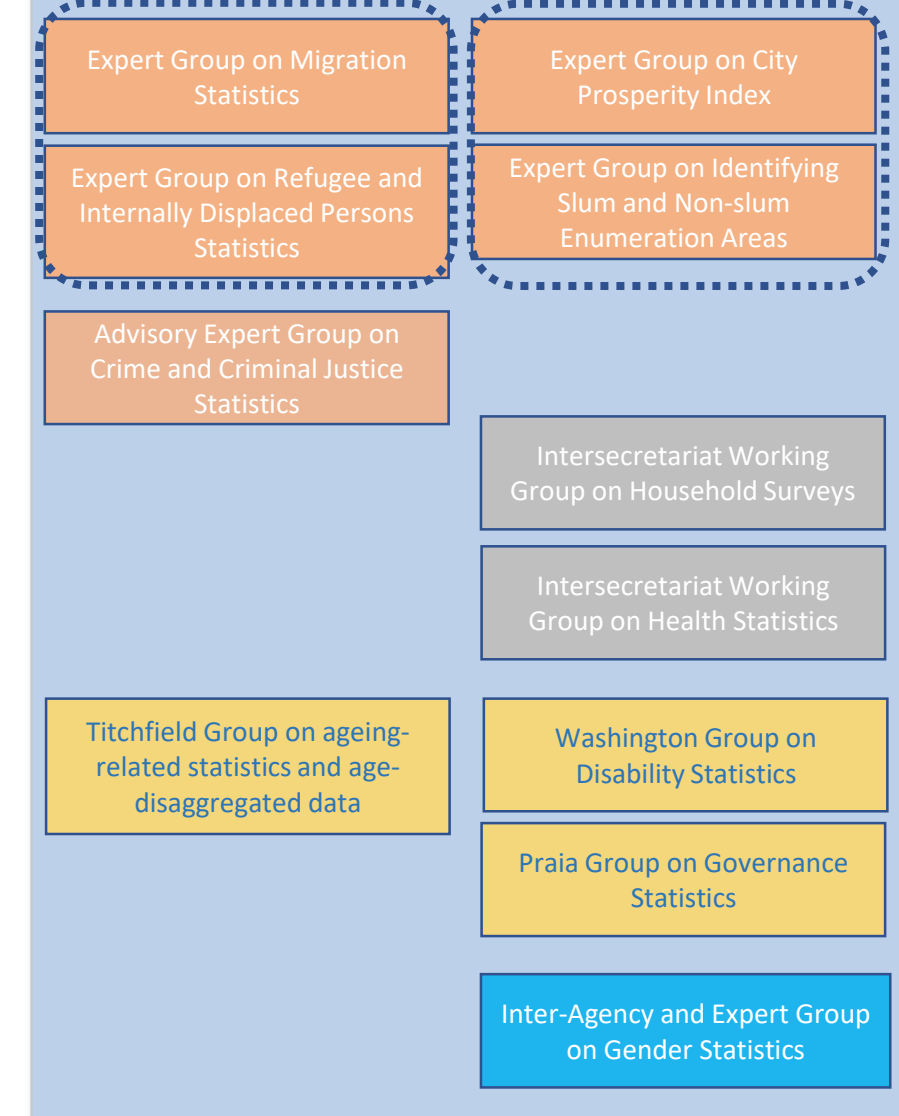 Expert Group on Migration
Statistics
Expert Group on City
Prosperity Index
Expert Group on Refugee and
Internally Displaced Persons
Statistics
Expert Group on Identifying
Slum and Non-slum
Enumeration Areas
Advisory Expert Group on
Crime and Criminal Justice
Statistics
Intersecretariat Working
Group on Household Surveys
Intersecretariat Working
Group on Health Statistics
Titchfield Group on ageing-
related statistics and age-
disaggregated data
Washington Group on
Disability Statistics
Praia Group on Governance
Statistics
Inter-Agency and Expert Group
on Gender Statistics